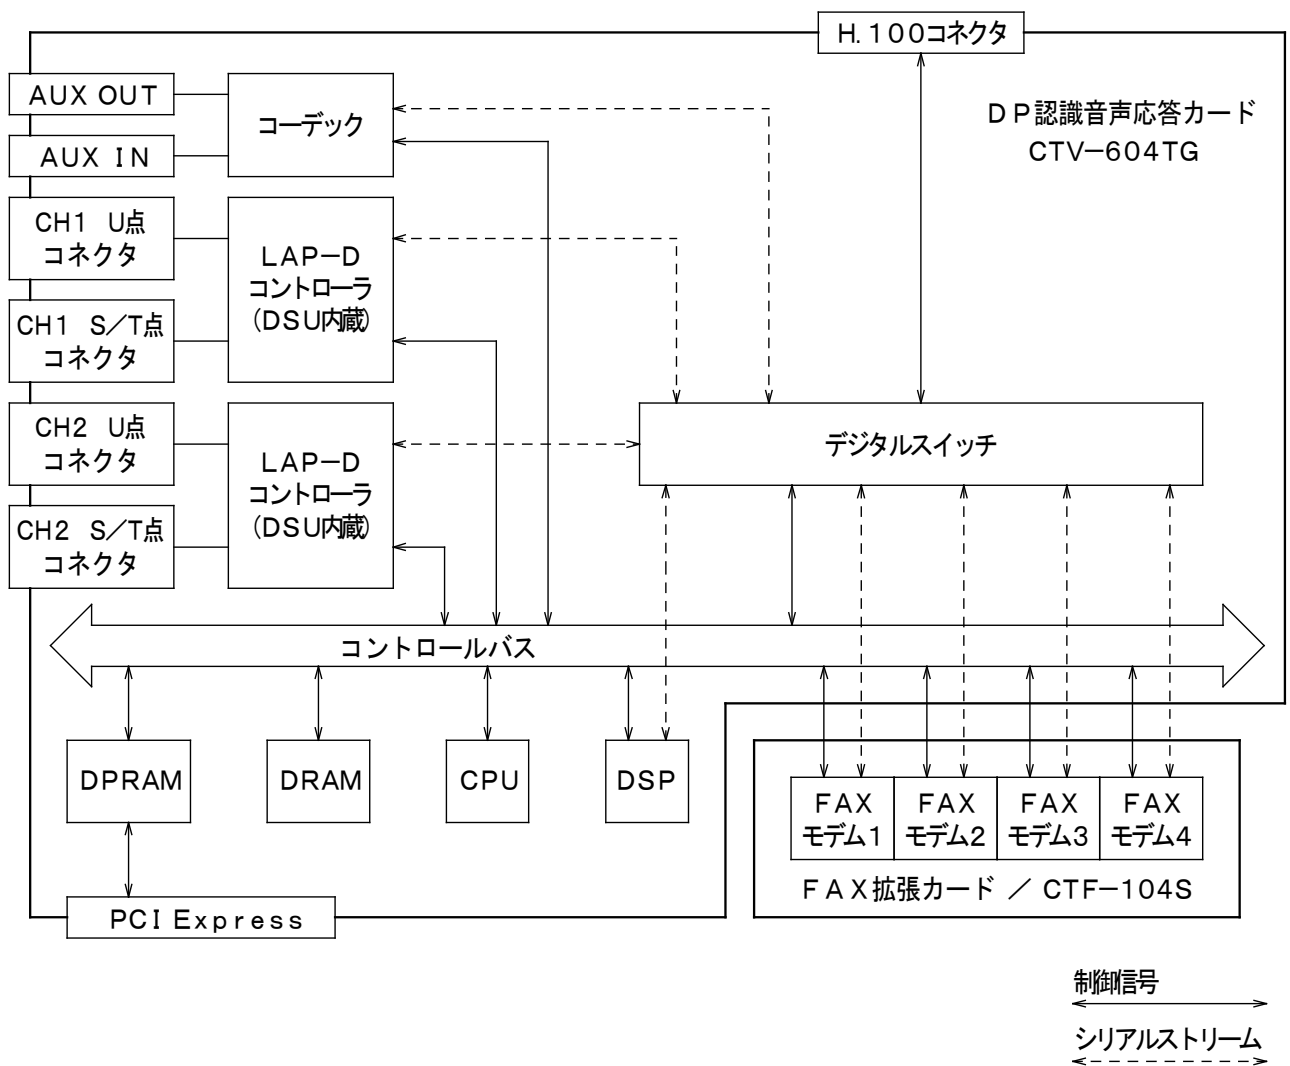 H.100コネクタ
AUX OUT
コーデック
DP認識音声応答カード
CTV-604TG
AUX IN
CH1 U点
コネクタ
LAP-D
コントローラ
(DSU内蔵)
CH1 S/T点
コネクタ
CH2 U点
コネクタ
LAP-D
コントローラ
(DSU内蔵)
デジタルスイッチ
CH2 S/T点
コネクタ
コントロールバス
DPRAM
DRAM
CPU
DSP
FAX
モデム1
FAX
モデム2
FAX
モデム3
FAX
モデム4
FAX拡張カード / CTF-104S
PCI Express
制御信号
シリアルストリーム